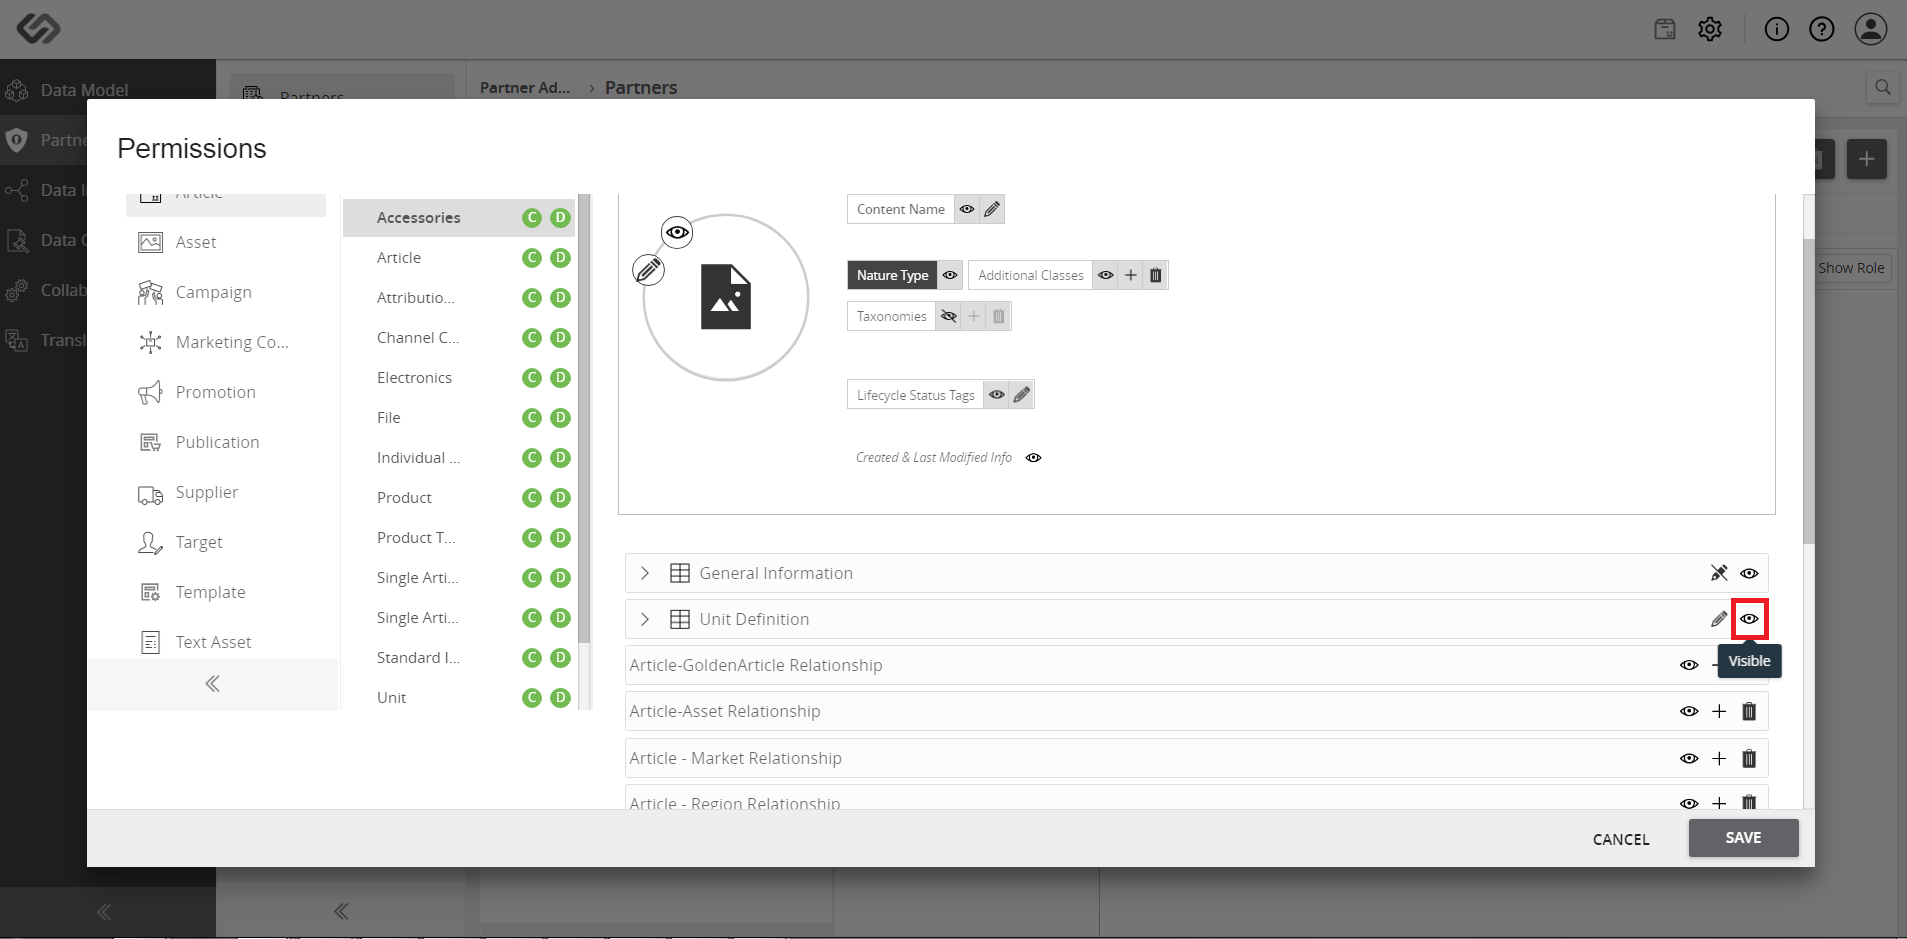 Data Model
Partners
Partner Ad... › Partners
Partne
Data I
Data
Collab
Transl
Show Role
Permissions
Article
Asset
Campaign
Marketing Co...
Promotion
Publication
Supplier
Target
Template
Text Asset
Accessories C D
Article C D
Attributio... C D
Channel C... C D
Electronics C D
File C D
Individual ... C D
Product C D
Product T... C D
Single Arti... C D
Single Arti... C D
Standard I... C D
Unit C D
Content Name
Nature Type Additional Classes
Taxonomies
Lifecycle Status Tags
Created & Last Modified Info
General Information
Unit Definition
Visible
Article-GoldenArticle Relationship
Article-Asset Relationship
Article - Market Relationship
Article - Region Relationship
CANCEL SAVE